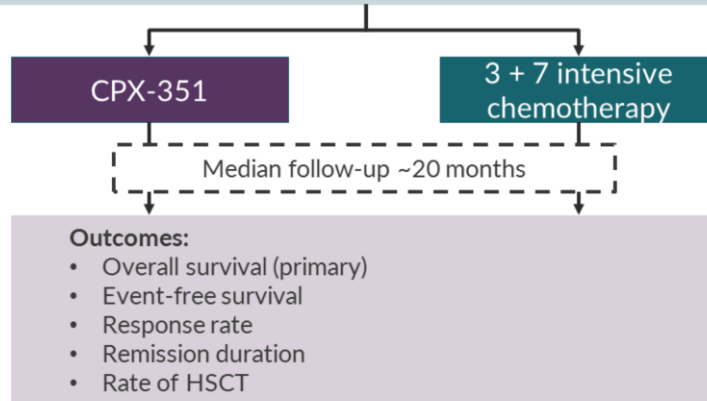 CPX-351
3 + 7 intensive
chemotherapy
Median follow-up ~20 months
Outcomes:
• Overall survival (primary)
• Event-free survival
• Response rate
• Remission duration
• Rate of HSCT